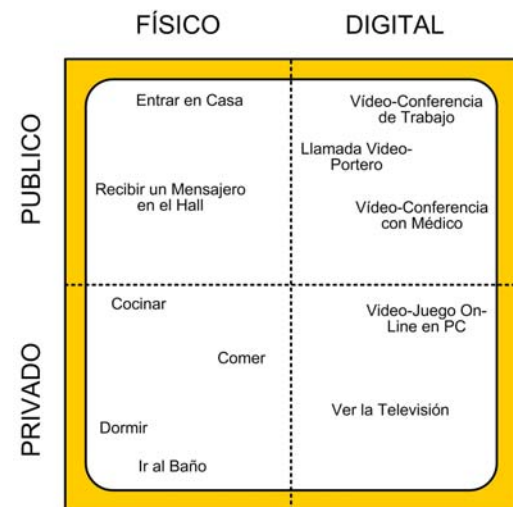 FÍSICO
DIGITAL
PUBLICO
Entrar en Casa
Recibir un Mensajero
en el Hall
Vídeo-Conferencia
de Trabajo
Llamada Video-
Portero
Vídeo-Conferencia
con Médico
PRIVADO
Cocinar
Comer
Dormir
Ir al Baño
Video-Juego On-
Line en PC
Ver la Televisión